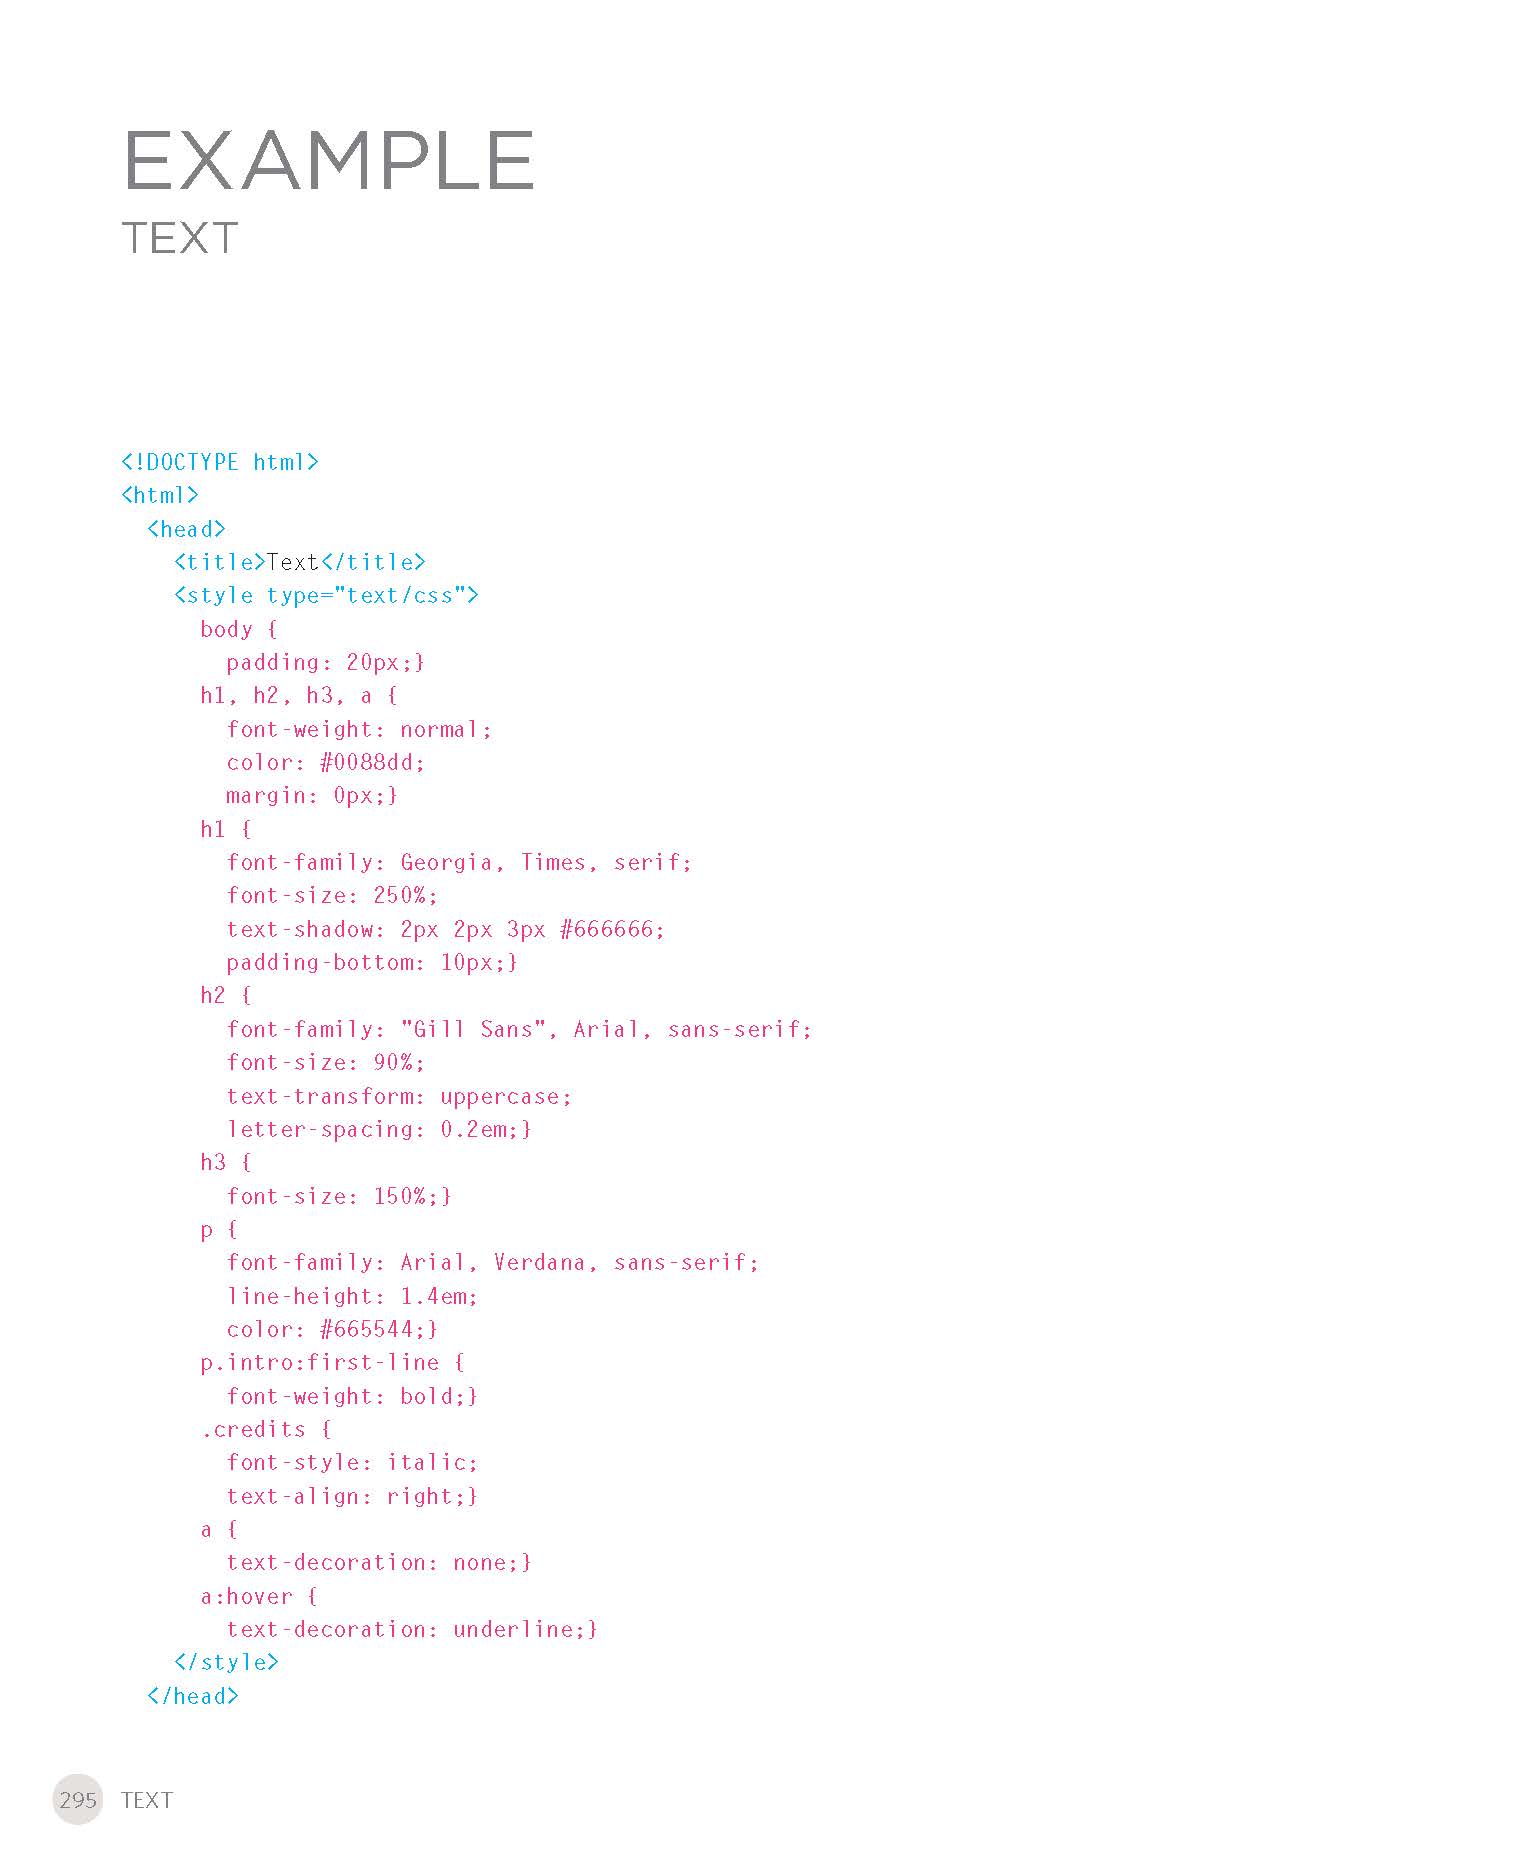 EXAMPLE
TEXT
<!DOCTYPE html>
<html>
  <head>
    <title>Text</title>
    <style type="text/css">
      body {
        padding: 20px;}
      h1, h2, h3, a {
        font-weight: normal;
        color: #0088dd;
        margin: 0px;}
      h1 {
        font-family: Georgia, Times, serif;
        font-size: 250%;
        text-shadow: 2px 2px 3px #666666;
        padding-bottom: 10px;}
      h2 {
        font-family: "Gill Sans", Arial, sans-serif;
        font-size: 90%;
        text-transform: uppercase;
        letter-spacing: 0.2em;}
      h3 {
        font-size: 150%;}
      p {
        font-family: Arial, Verdana, sans-serif;
        line-height: 1.4em;
        color: #665544;}
      p.intro:first-line {
        font-weight: bold;}
      .credits {
        font-style: italic;
        text-align: right;}
      a {
        text-decoration: none;}
      a:hover {
        text-decoration: underline;}
    </style>
  </head>
295 TEXT